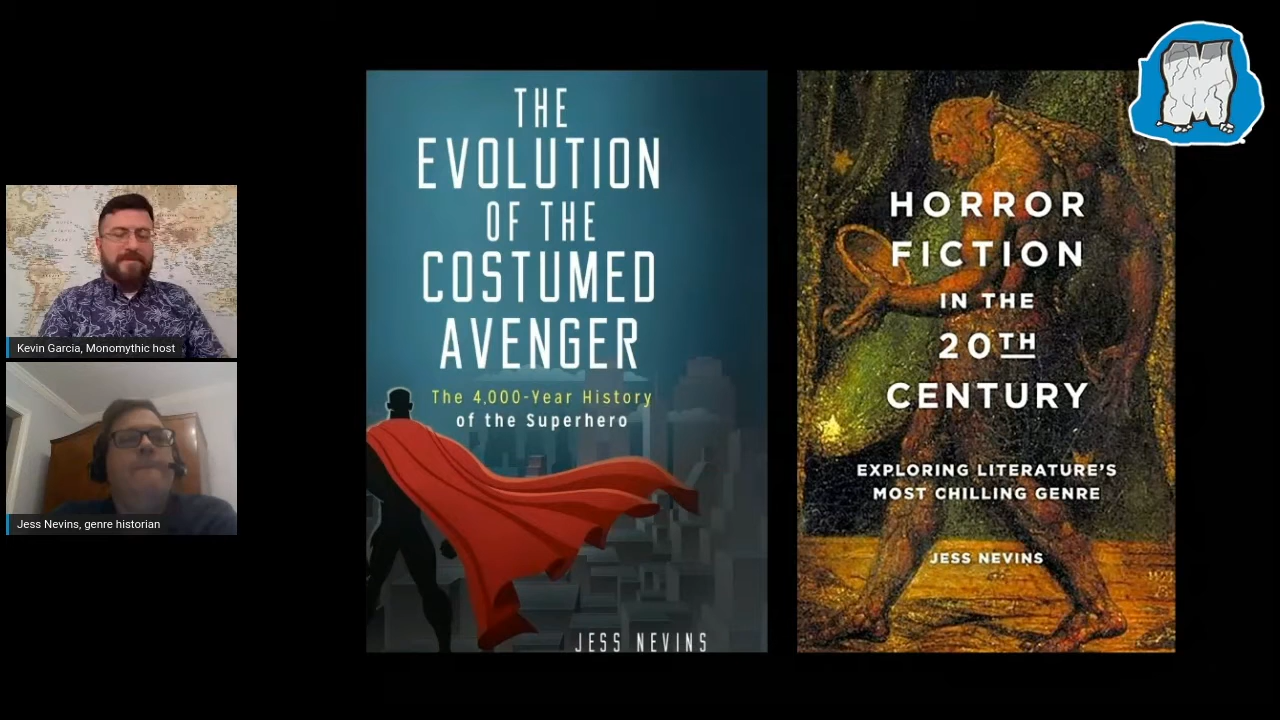 Kevin Garcia, Monomythic host
Jess Nevins, genre historian
THE
EVOLUTION
OF THE
COSTUMED
AVENGER
The 4,000-Year History
of the Superhero
JESS NEVINS
HORROR
FICTION
IN THE
20TH
CENTURY
EXPLORING LITERATURE'S
MOST CHILLING GENRE
JESS NEVINS